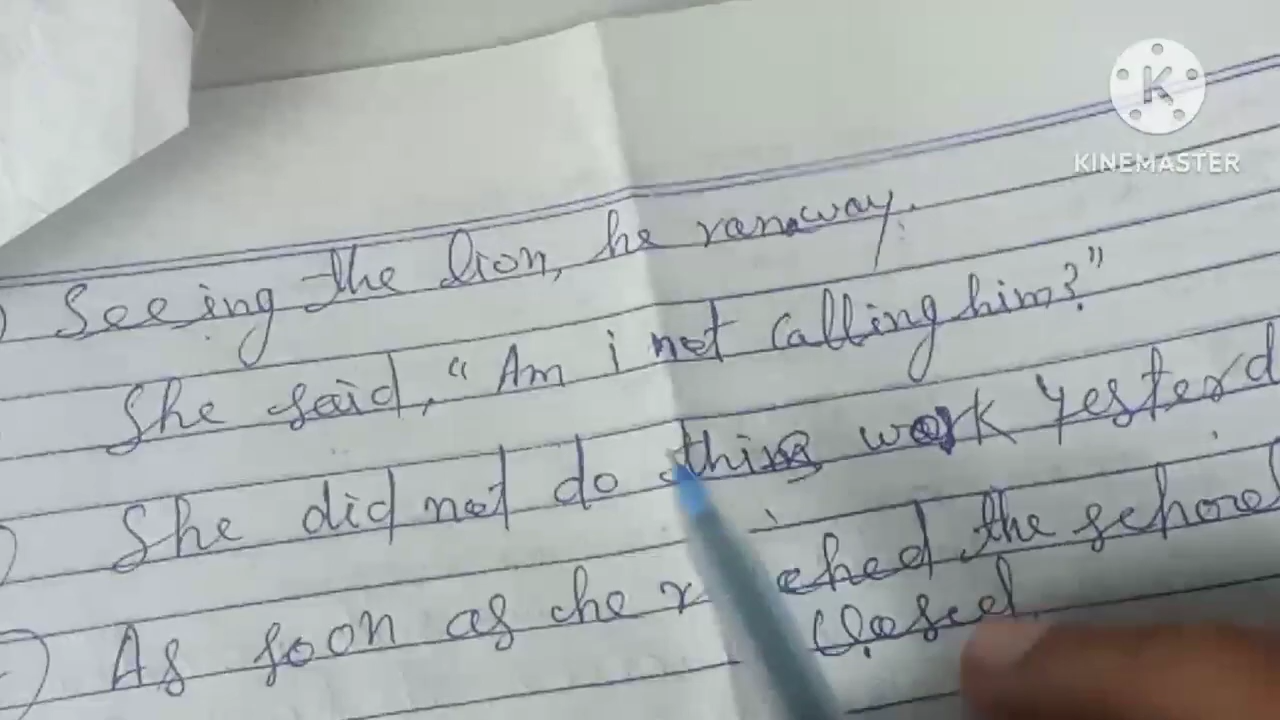 KINEMASTER
Seeing the lion, he ranaway.
She said, "Am i not calling him?"
She did not do this work yesterd
As soon as she the school
closed.